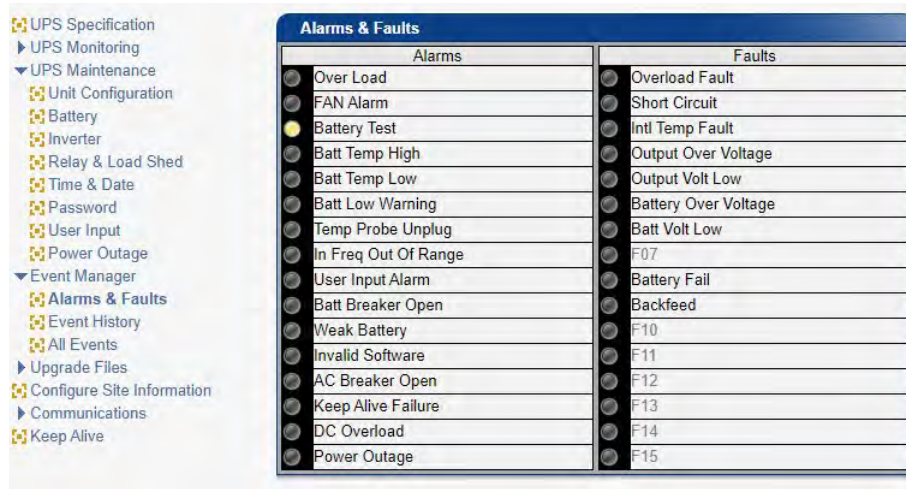 UPS Specification
UPS Monitoring
UPS Maintenance
Unit Configuration
Battery
Inverter
Relay & Load Shed
Time & Date
Password
User Input
Power Outage
Event Manager
Alarms & Faults
Event History
All Events
Upgrade Files
Configure Site Information
Communications
Keep Alive
Alarms & Faults
Alarms
Over Load
FAN Alarm
Battery Test
Batt Temp High
Batt Temp Low
Batt Low Warning
Temp Probe Unplug
In Freq Out Of Range
User Input Alarm
Batt Breaker Open
Weak Battery
Invalid Software
AC Breaker Open
Keep Alive Failure
DC Overload
Power Outage
Faults
Overload Fault
Short Circuit
Intl Temp Fault
Output Over Voltage
Output Volt Low
Battery Over Voltage
Batt Volt Low
F07
Battery Fail
Backfeed
F10
F11
F12
F13
F14
F15